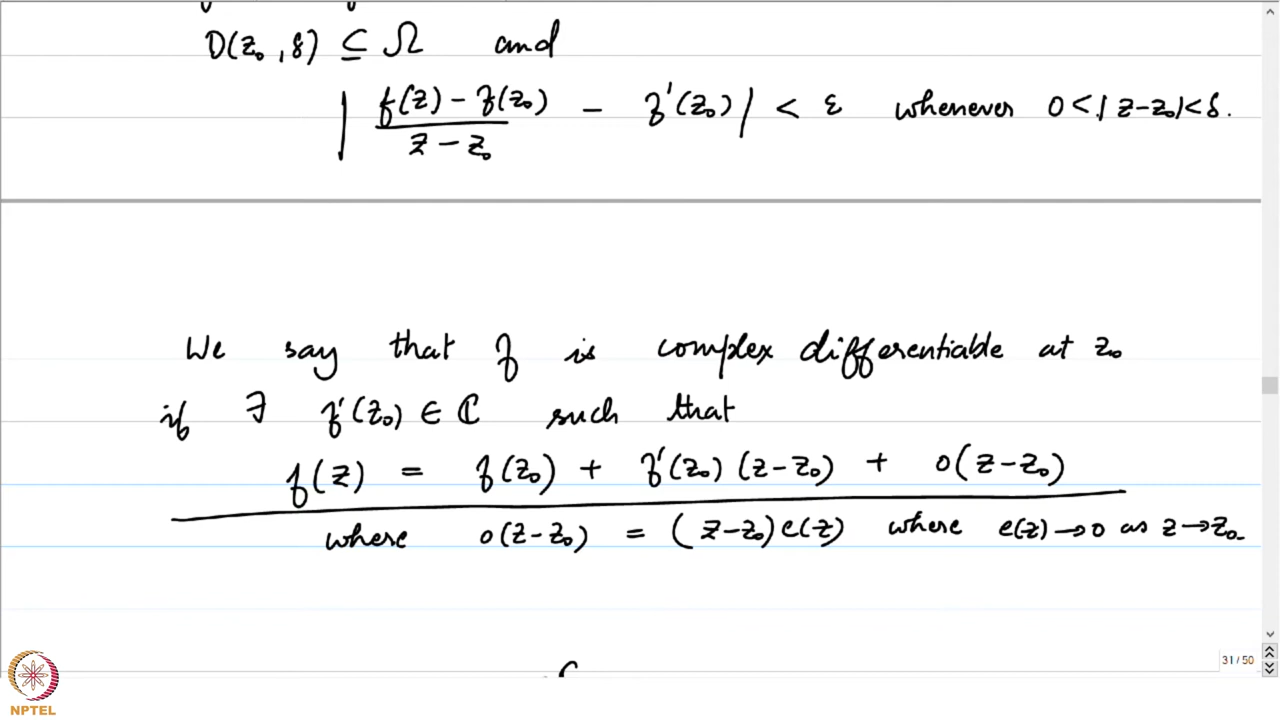 D(z₀, δ) ⊆ Ω and
| (f(z) − f(z₀)) / (z − z₀) − f'(z₀) | < ε whenever 0 < |z − z₀| < δ.
We say that f is complex differentiable at z₀
if ∃ f'(z₀) ∈ ℂ such that
f(z) = f(z₀) + f'(z₀) (z − z₀) + o(z − z₀)
where o(z − z₀) = (z − z₀) e(z) where e(z) → 0 as z → z₀.
31 / 50
NPTEL